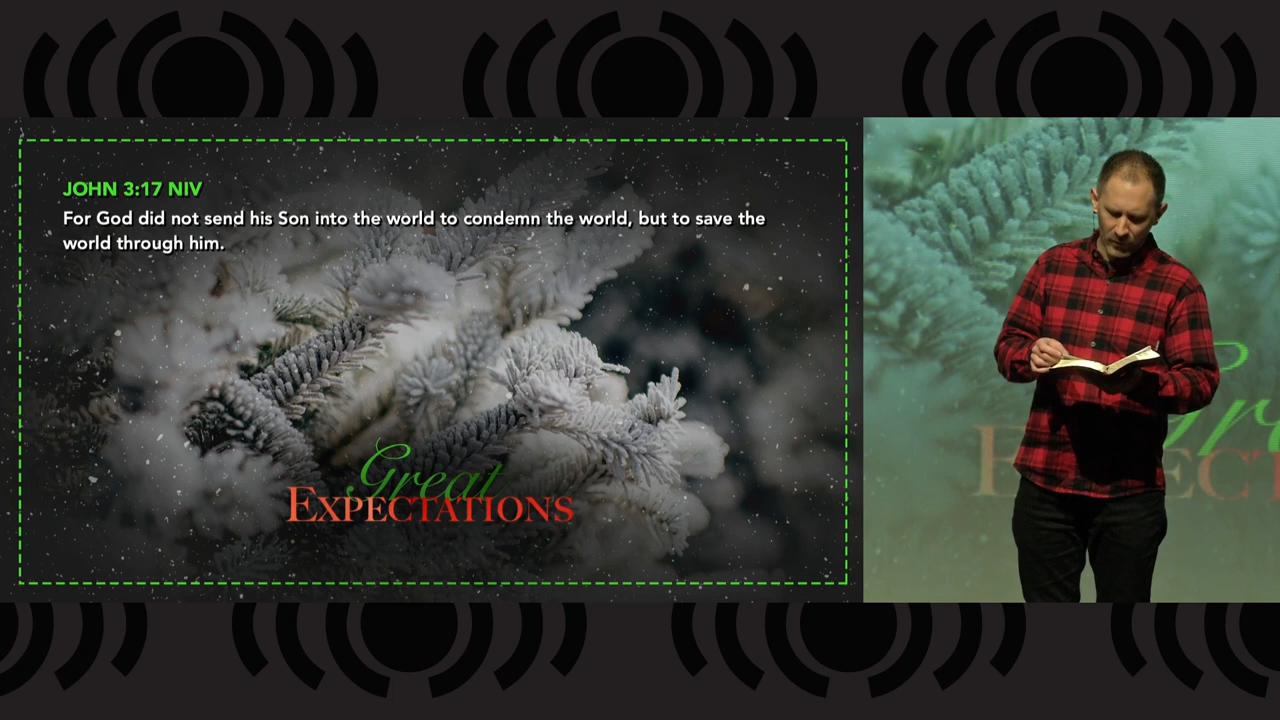 JOHN 3:17 NIV
For God did not send his Son into the world to condemn the world, but to save the
world through him.
Great
EXPECTATIONS